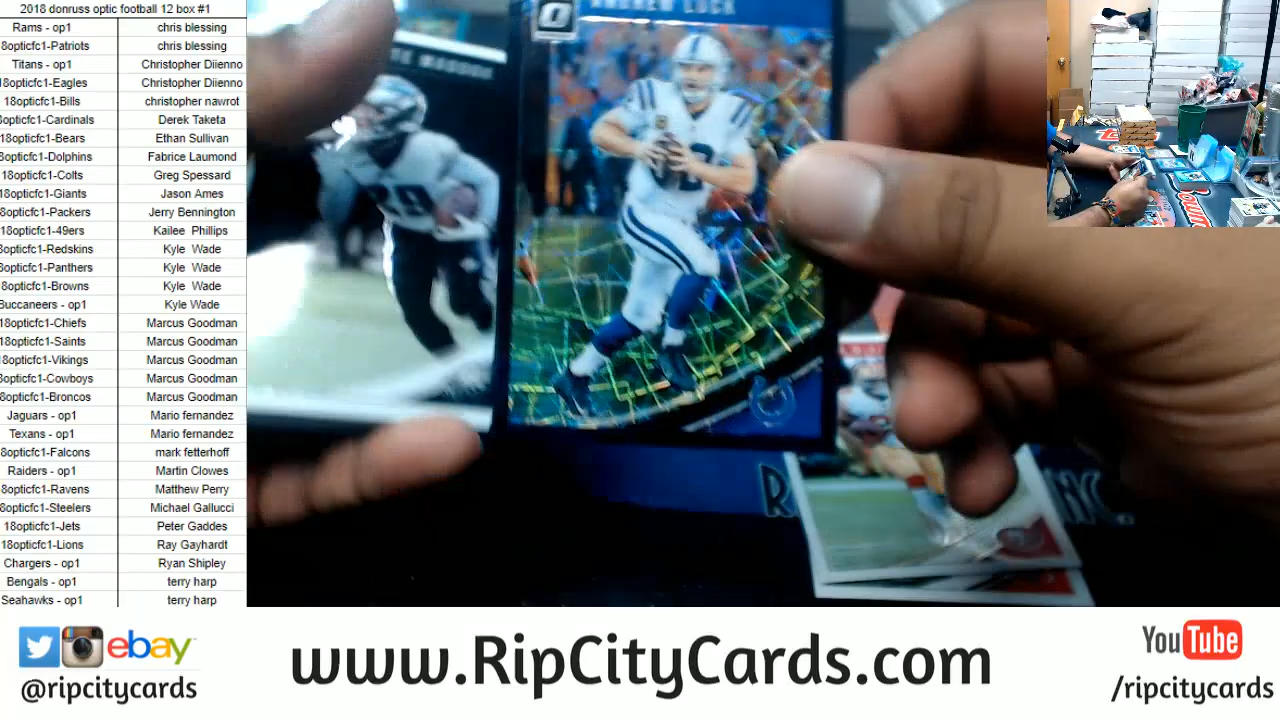 2018 donruss optic football 12 box #1
Rams - op1 chris blessing
8opticfc1-Patriots chris blessing
Titans - op1 Christopher Diienno
18opticfc1-Eagles Christopher Diienno
18opticfc1-Bills christopher nawrot
8opticfc1-Cardinals Derek Taketa
18opticfc1-Bears Ethan Sullivan
8opticfc1-Dolphins Fabrice Laumond
18opticfc1-Colts Greg Spessard
18opticfc1-Giants Jason Ames
8opticfc1-Packers Jerry Bennington
18opticfc1-49ers Kailee Phillips
8opticfc1-Redskins Kyle Wade
8opticfc1-Panthers Kyle Wade
8opticfc1-Browns Kyle Wade
Buccaneers - op1 Kyle Wade
18opticfc1-Chiefs Marcus Goodman
18opticfc1-Saints Marcus Goodman
18opticfc1-Vikings Marcus Goodman
8opticfc1-Cowboys Marcus Goodman
8opticfc1-Broncos Marcus Goodman
Jaguars - op1 Mario fernandez
Texans - op1 Mario fernandez
8opticfc1-Falcons mark fetterhoff
Raiders - op1 Martin Clowes
8opticfc1-Ravens Matthew Perry
8opticfc1-Steelers Michael Gallucci
18opticfc1-Jets Peter Gaddes
18opticfc1-Lions Ray Gayhardt
Chargers - op1 Ryan Shipley
Bengals - op1 terry harp
Seahawks - op1 terry harp
ANDREW LUCK
O
12
29
ebay
@ripcitycards
www.RipCityCards.com
YouTube
/ripcitycards